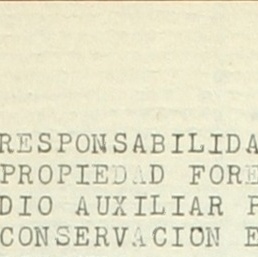 RESPONSABILIDA
PROPIEDAD FORE
DIO AUXILIAR P
CONSERVACION E